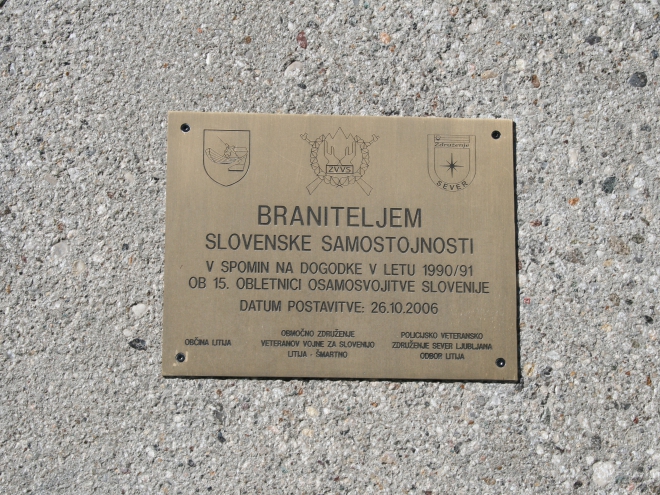 ZVVS
Združenje
SEVER
BRANITELJEM
SLOVENSKE SAMOSTOJNOSTI
V SPOMIN NA DOGODKE V LETU 1990/91
OB 15. OBLETNICI OSAMOSVOJITVE SLOVENIJE
DATUM POSTAVITVE: 26.10.2006
OBČINA LITIJA
OBMOČNO ZDRUŽENJE
VETERANOV VOJNE ZA SLOVENIJO
LITIJA - ŠMARTNO
POLICIJSKO VETERANSKO
ZDRUŽENJE SEVER LJUBLJANA
ODBOR LITIJA